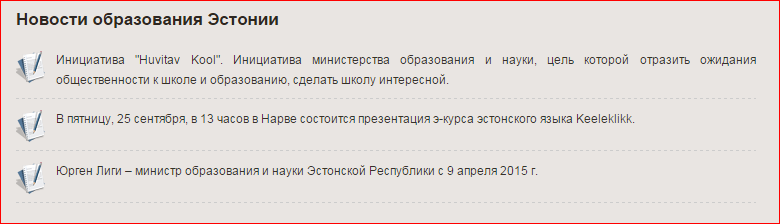 Новости образования Эстонии
Инициатива "Huvitav Kool". Инициатива министерства образования и науки, цель которой отразить ожидания
общественности к школе и образованию, сделать школу интересной.
В пятницу, 25 сентября, в 13 часов в Нарве состоится презентация э-курса эстонского языка Keeleklikk.
Юрген Лиги – министр образования и науки Эстонской Республики с 9 апреля 2015 г.